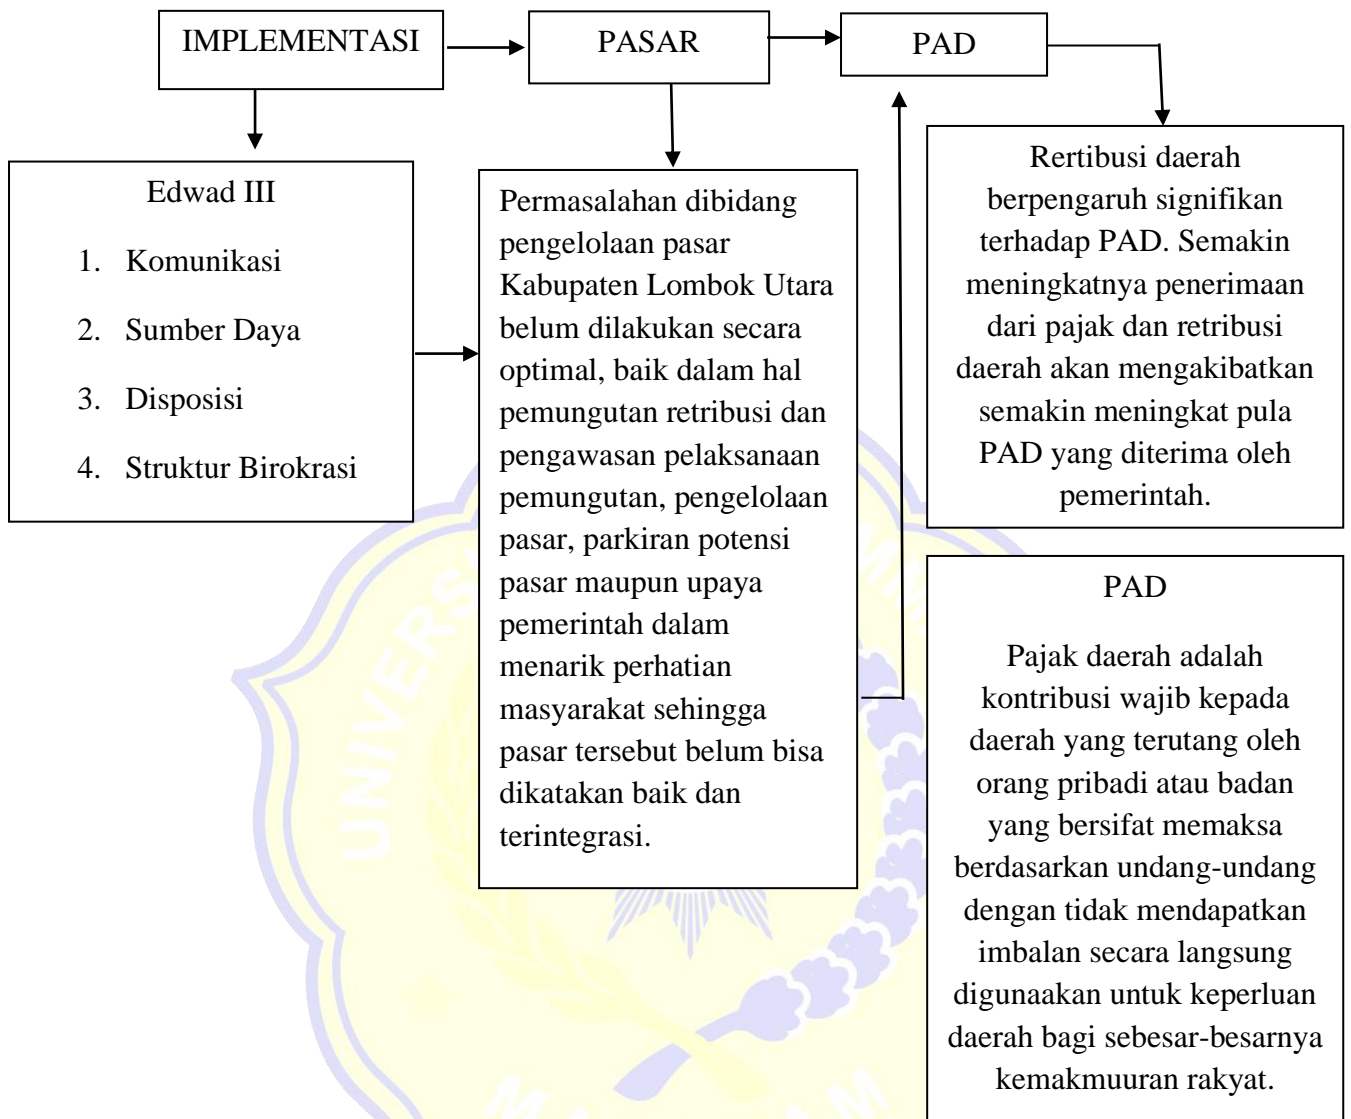 IMPLEMENTASI
PASAR
PAD
Edwad III
1. Komunikasi
2. Sumber Daya
3. Disposisi
4. Struktur Birokrasi
Permasalahan dibidang
pengelolaan pasar
Kabupaten Lombok Utara
belum dilakukan secara
optimal, baik dalam hal
pemungutan retribusi dan
pengawasan pelaksanaan
pemungutan, pengelolaan
pasar, parkiran potensi
pasar maupun upaya
pemerintah dalam
menarik perhatian
masyarakat sehingga
pasar tersebut belum bisa
dikatakan baik dan
terintegrasi.
Rertibusi daerah
berpengaruh signifikan
terhadap PAD. Semakin
meningkatnya penerimaan
dari pajak dan retribusi
daerah akan mengakibatkan
semakin meningkat pula
PAD yang diterima oleh
pemerintah.
PAD
Pajak daerah adalah
kontribusi wajib kepada
daerah yang terutang oleh
orang pribadi atau badan
yang bersifat memaksa
berdasarkan undang-undang
dengan tidak mendapatkan
imbalan secara langsung
digunaakan untuk keperluan
daerah bagi sebesar-besarnya
kemakmuuran rakyat.